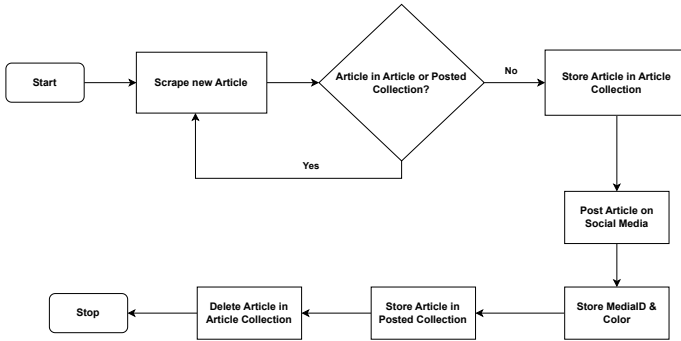 Start
Scrape new Article
Article in Article or Posted
Collection?
No
Store Article in Article
Collection
Yes
Post Article on
Social Media
Stop
Delete Article in
Article Collection
Store Article in
Posted Collection
Store MediaID &
Color